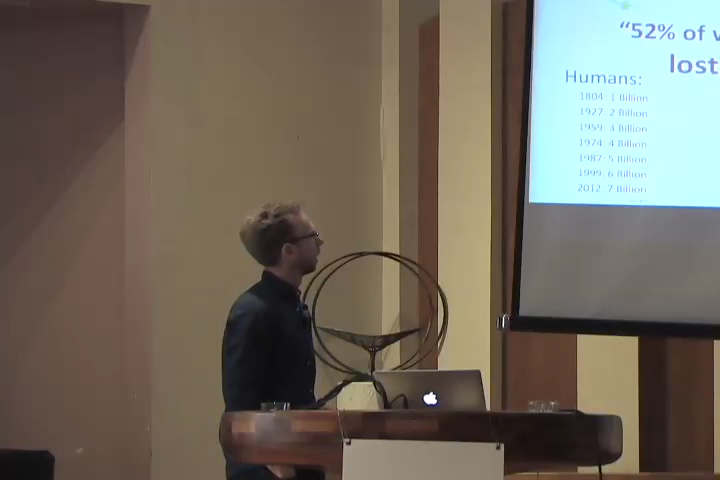 “52% of
lost
Humans:
1804: 1 Billion
1927: 2 Billion
1959: 3 Billion
1974: 4 Billion
1987: 5 Billion
1999: 6 Billion
2012: 7 Billion